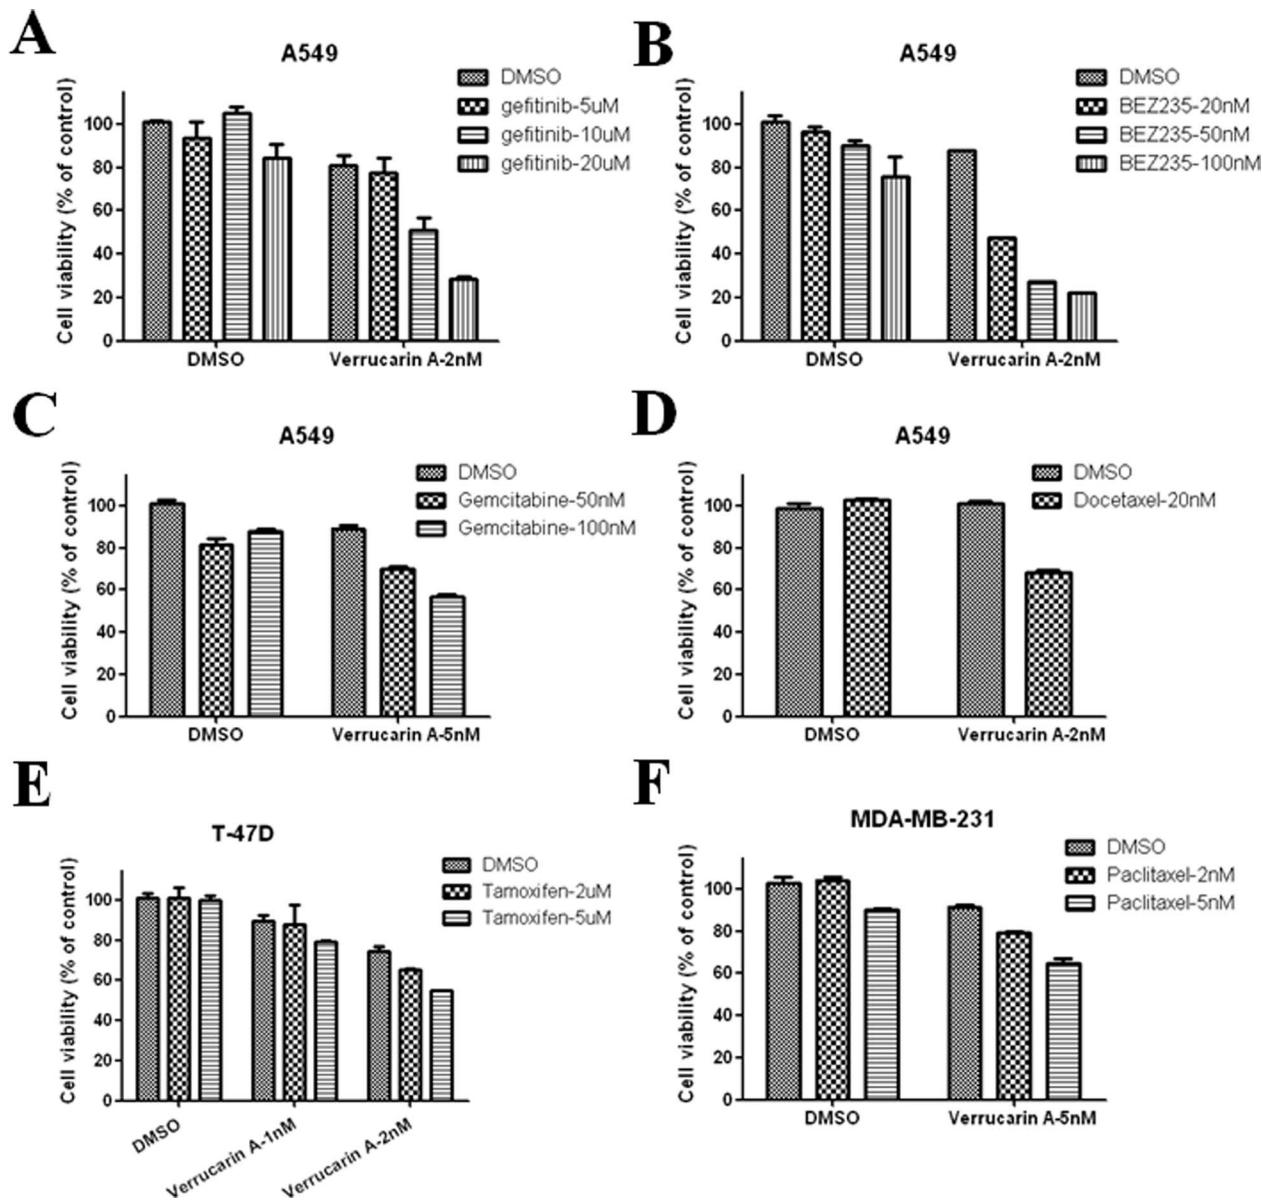 A
A549
DMSO
gefitinib-5uM
gefitinib-10uM
gefitinib-20uM
Cell viability (% of control)
100
80
60
40
20
0
DMSO
Verrucarin A-2nM
B
A549
DMSO
BEZ235-20nM
BEZ235-50nM
BEZ235-100nM
Cell viability (% of control)
100
80
60
40
20
0
DMSO
Verrucarin A-2nM
C
A549
DMSO
Gemcitabine-50nM
Gemcitabine-100nM
Cell viability (% of control)
100
80
60
40
20
0
DMSO
Verrucarin A-5nM
D
A549
DMSO
Docetaxel-20nM
Cell viability (% of control)
100
80
60
40
20
0
DMSO
Verrucarin A-2nM
E
T-47D
DMSO
Tamoxifen-2uM
Tamoxifen-5uM
Cell viability (% of control)
100
80
60
40
20
0
DMSO
Verrucarin A-1nM
Verrucarin A-2nM
F
MDA-MB-231
DMSO
Paclitaxel-2nM
Paclitaxel-5nM
Cell viability (% of control)
100
80
60
40
20
0
DMSO
Verrucarin A-5nM